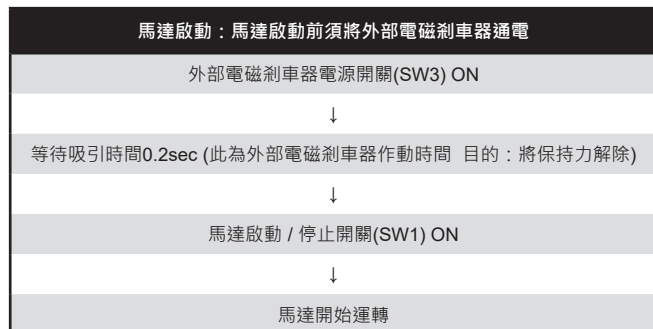 馬達啟動：馬達啟動前須將外部電磁剎車器通電
外部電磁剎車器電源開關(SW3) ON
↓
等待吸引時間0.2sec (此為外部電磁剎車器作動時間 目的：將保持力解除)
↓
馬達啟動 / 停止開關(SW1) ON
↓
馬達開始運轉